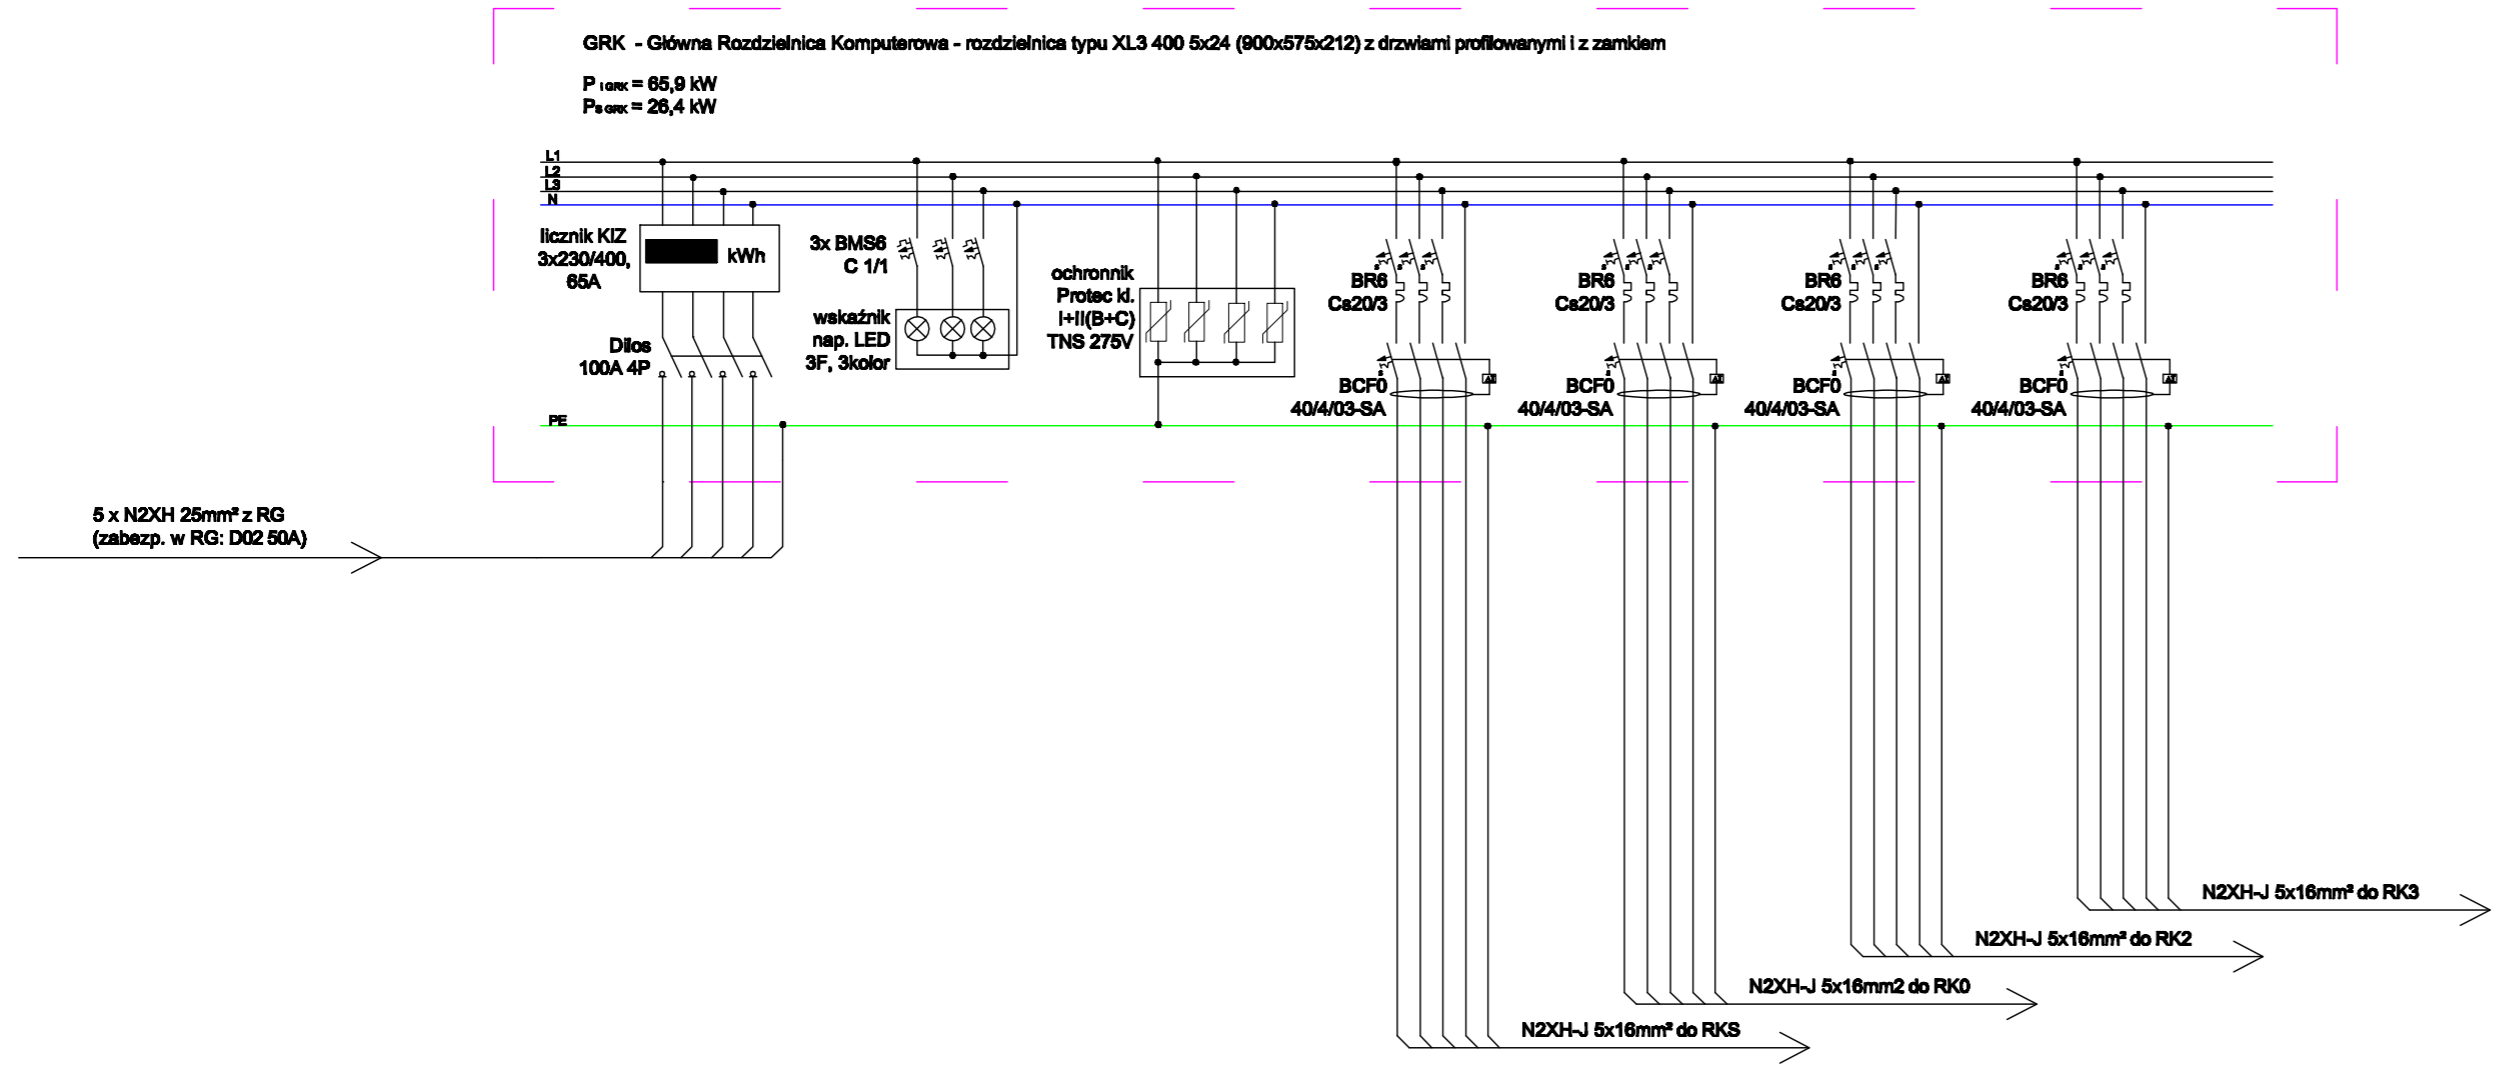 GRK - Główna Rozdzielnica Komputerowa - rozdzielnica typu XL3 400 5x24 (900x575x212) z drzwiami profilowanymi i z zamkiem
P I GRK = 65,9 kW
PS GRK = 26,4 kW
L1
L2
L3
N
licznik KIZ
3x230/400,
65A
kWh
Dilos
100A 4P
3x BMS6
C 1/1
wskaźnik
nap. LED
3F, 3kolor
ochronnik
Protec kl.
I+II(B+C)
TNS 275V
BR6
Cs20/3
BCF0
40/4/03-SA
BR6
Cs20/3
BCF0
40/4/03-SA
BR6
Cs20/3
BCF0
40/4/03-SA
BR6
Cs20/3
BCF0
40/4/03-SA
PE
5 x N2XH 25mm² z RG
(zabezp. w RG: D02 50A)
N2XH-J 5x16mm² do RK3
N2XH-J 5x16mm² do RK2
N2XH-J 5x16mm2 do RK0
N2XH-J 5x16mm² do RKS